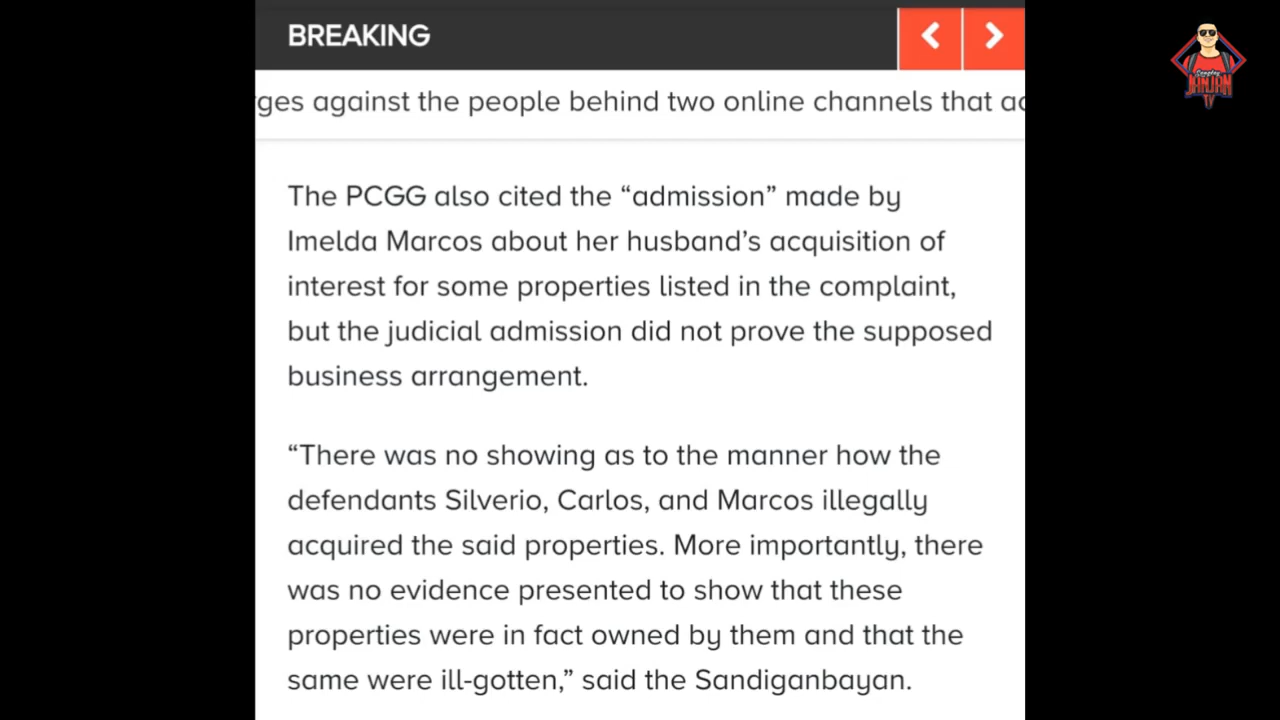 BREAKING
ges against the people behind two online channels that ac
The PCGG also cited the “admission” made by
Imelda Marcos about her husband’s acquisition of
interest for some properties listed in the complaint,
but the judicial admission did not prove the supposed
business arrangement.
“There was no showing as to the manner how the
defendants Silverio, Carlos, and Marcos illegally
acquired the said properties. More importantly, there
was no evidence presented to show that these
properties were in fact owned by them and that the
same were ill-gotten,” said the Sandiganbayan.
JANJAN
TV